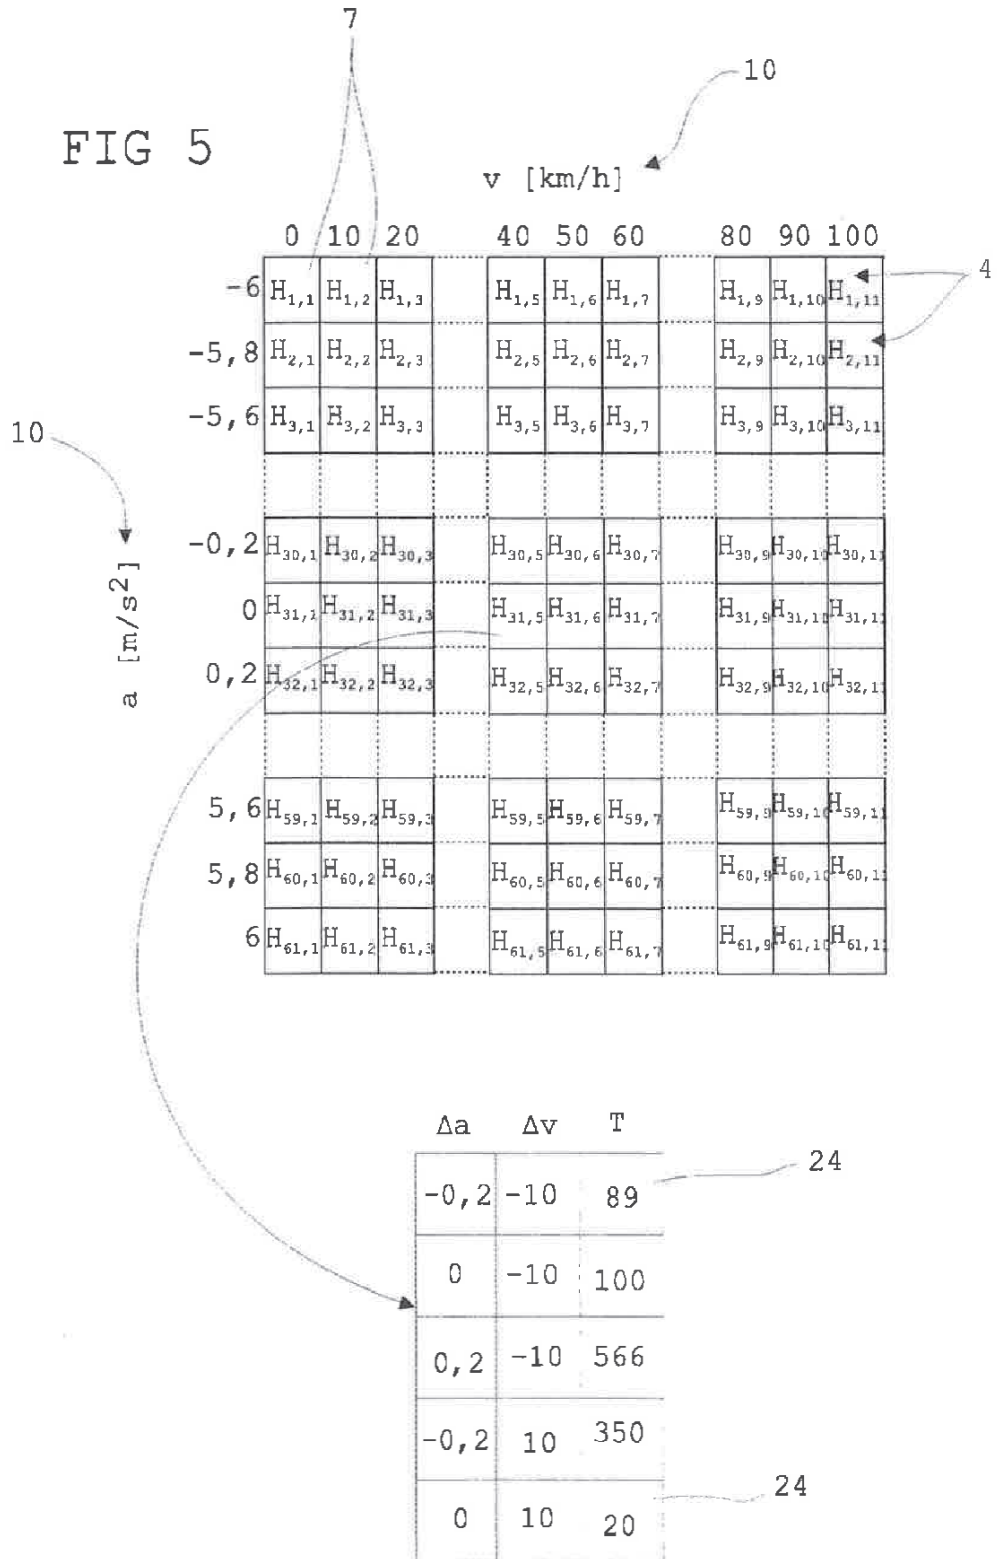 7
10
FIG 5
v [km/h]
0 10 20 40 50 60 80 90 100
4
-6 H1,1 H1,2 H1,3 H1,5 H1,6 H1,7 H1,9 H1,10 H1,11
-5,8 H2,1 H2,2 H2,3 H2,5 H2,6 H2,7 H2,9 H2,10 H2,11
-5,6 H3,1 H3,2 H3,3 H3,5 H3,6 H3,7 H3,9 H3,10 H3,11
10
a [m/s²]
-0,2 H30,1 H30,2 H30,3 H30,5 H30,6 H30,7 H30,9 H30,10 H30,11
0 H31,1 H31,2 H31,3 H31,5 H31,6 H31,7 H31,9 H31,10 H31,11
0,2 H32,1 H32,2 H32,3 H32,5 H32,6 H32,7 H32,9 H32,10 H32,11
5,6 H59,1 H59,2 H59,3 H59,5 H59,6 H59,7 H59,9 H59,10 H59,11
5,8 H60,1 H60,2 H60,3 H60,5 H60,6 H60,7 H60,9 H60,10 H60,11
6 H61,1 H61,2 H61,3 H61,5 H61,6 H61,7 H61,9 H61,10 H61,11
Δa Δv T
24
-0,2 -10 89
0 -10 100
0,2 -10 566
-0,2 10 350
24
0 10 20